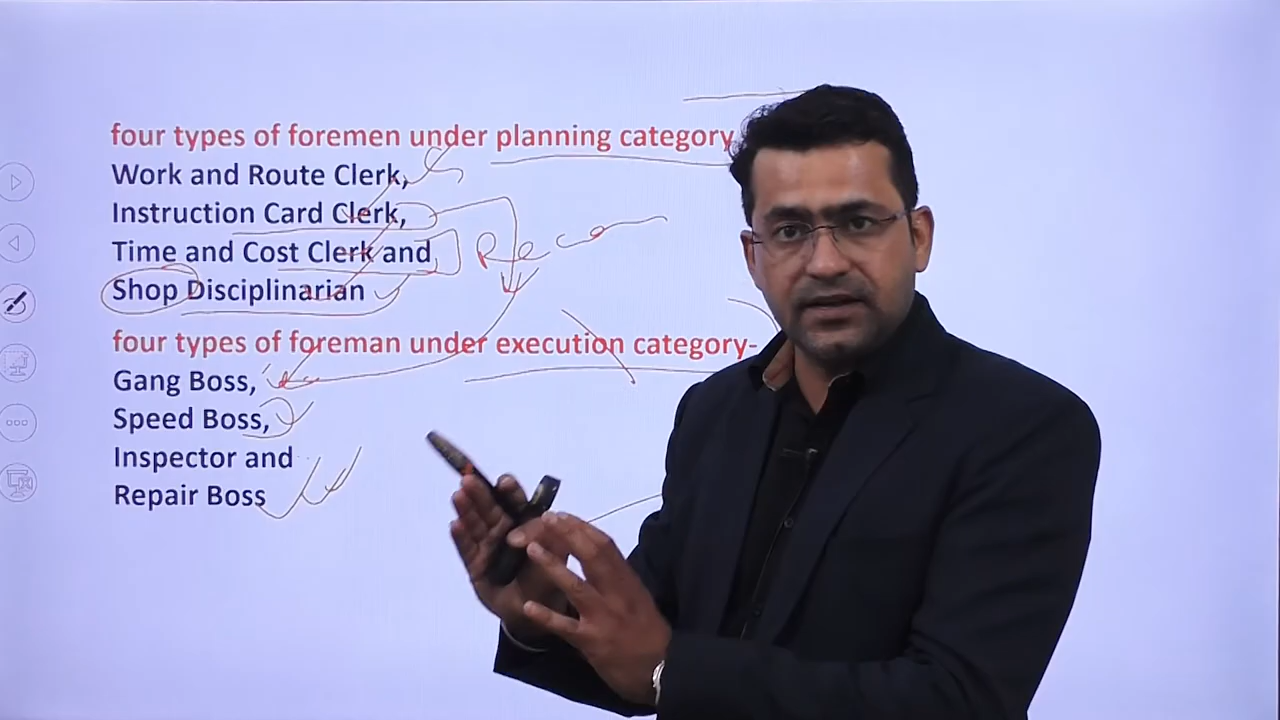 four types of foremen under planning category
Work and Route Clerk,
Instruction Card Clerk,
Time and Cost Clerk and
Reco
Shop Disciplinarian
four types of foreman under execution category-
Gang Boss,
Speed Boss,
Inspector and
Repair Boss